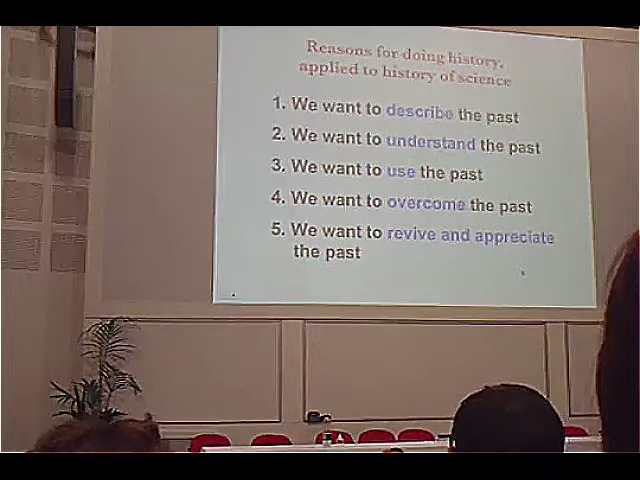 Reasons for doing history,
applied to history of science
1. We want to describe the past
2. We want to understand the past
3. We want to use the past
4. We want to overcome the past
5. We want to revive and appreciate
the past